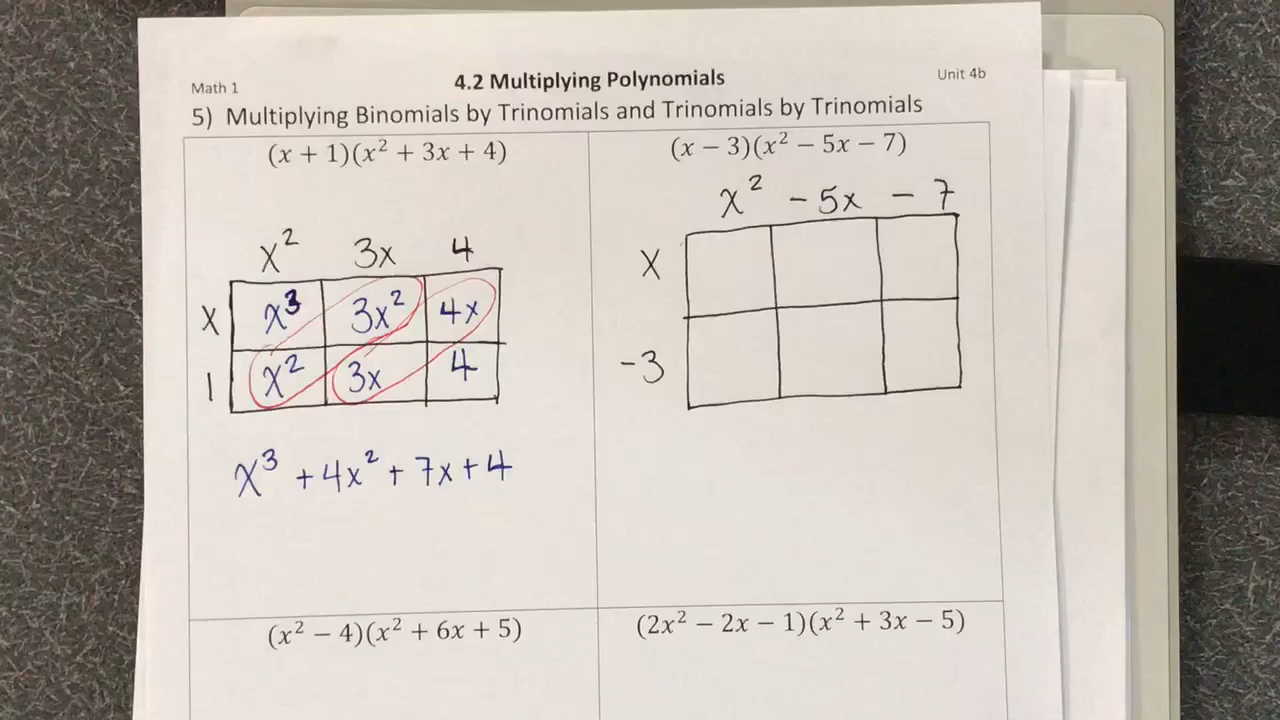 Math 1 4.2 Multiplying Polynomials Unit 4b
5) Multiplying Binomials by Trinomials and Trinomials by Trinomials
(x + 1)(x² + 3x + 4)
x² 3x 4
x x³ 3x² 4x
1 x² 3x 4
x³ + 4x² + 7x + 4
(x − 3)(x² − 5x − 7)
x² − 5x − 7
x
-3
(x² − 4)(x² + 6x + 5)
(2x² − 2x − 1)(x² + 3x − 5)